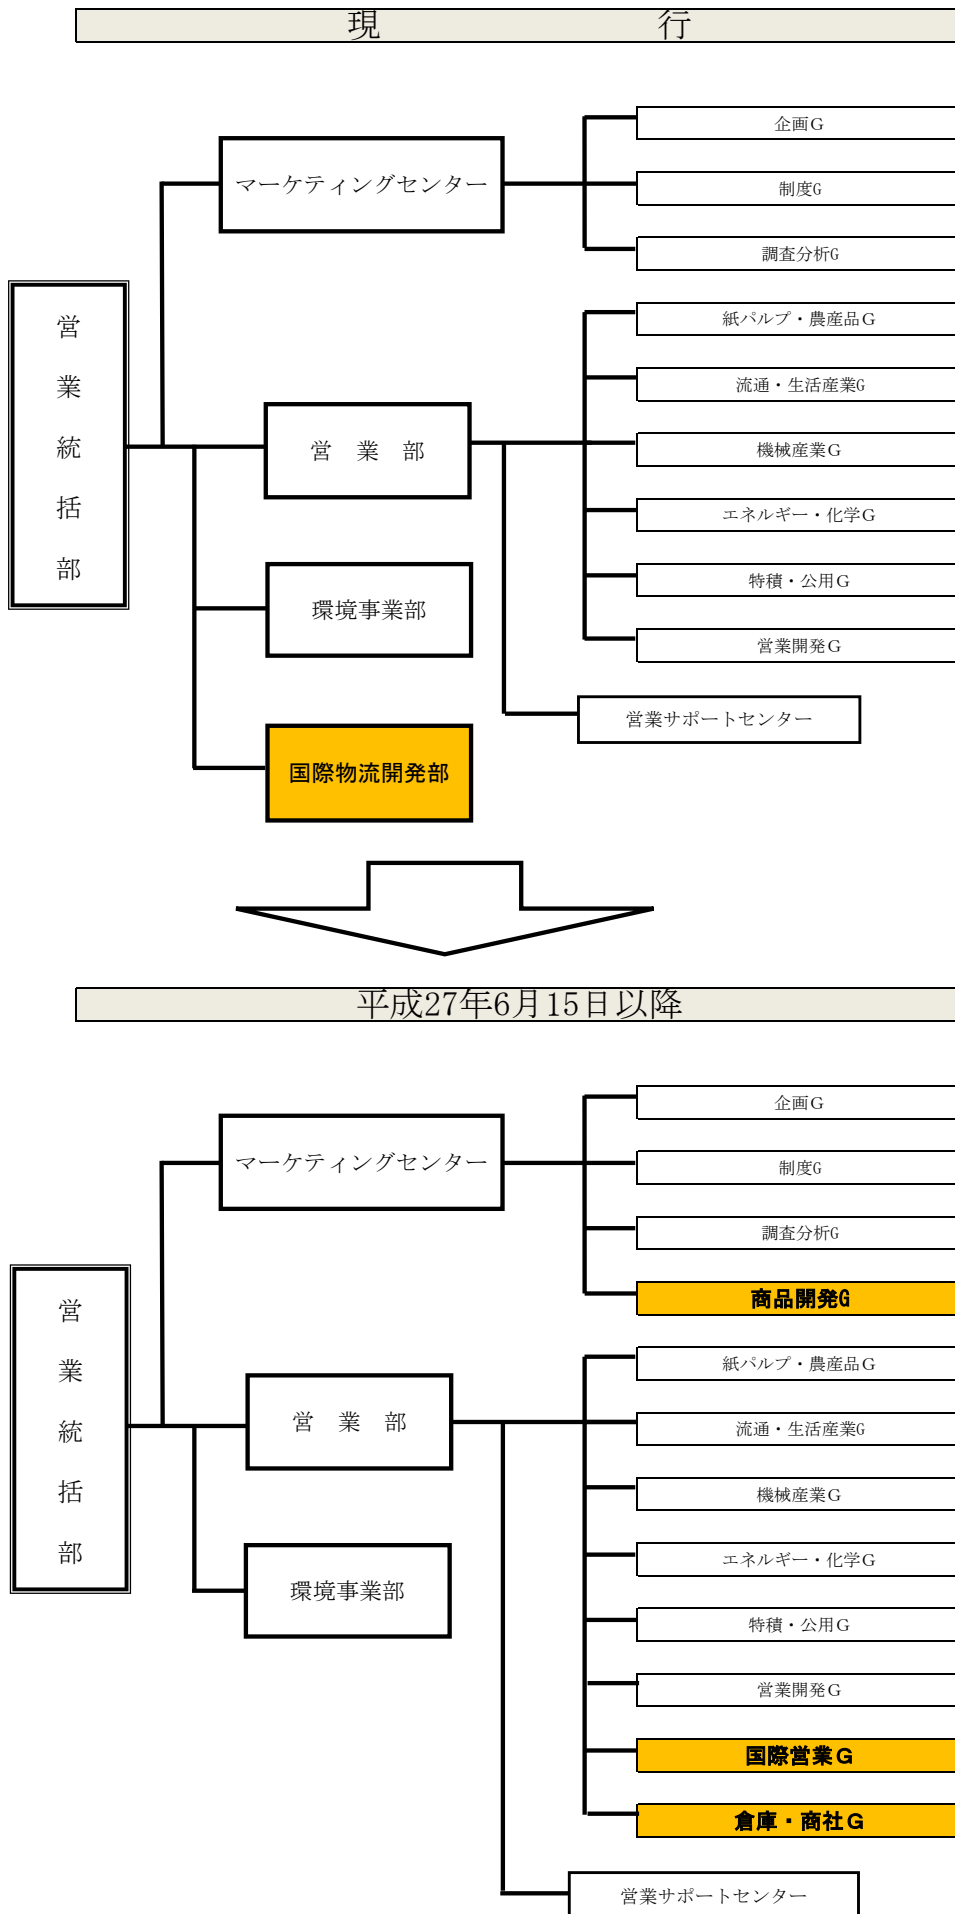 現 行
企画Ｇ
マーケティングセンター
制度G
調査分析G
営業統括部
紙パルプ・農産品Ｇ
流通・生活産業G
営 業 部
機械産業Ｇ
エネルギー・化学Ｇ
環境事業部
特積・公用Ｇ
営業開発Ｇ
営業サポートセンター
国際物流開発部
平成27年6月15日以降
企画Ｇ
マーケティングセンター
制度G
調査分析G
商品開発G
営業統括部
紙パルプ・農産品Ｇ
営 業 部
流通・生活産業G
機械産業Ｇ
エネルギー・化学Ｇ
環境事業部
特積・公用Ｇ
営業開発Ｇ
国際営業Ｇ
倉庫・商社Ｇ
営業サポートセンター